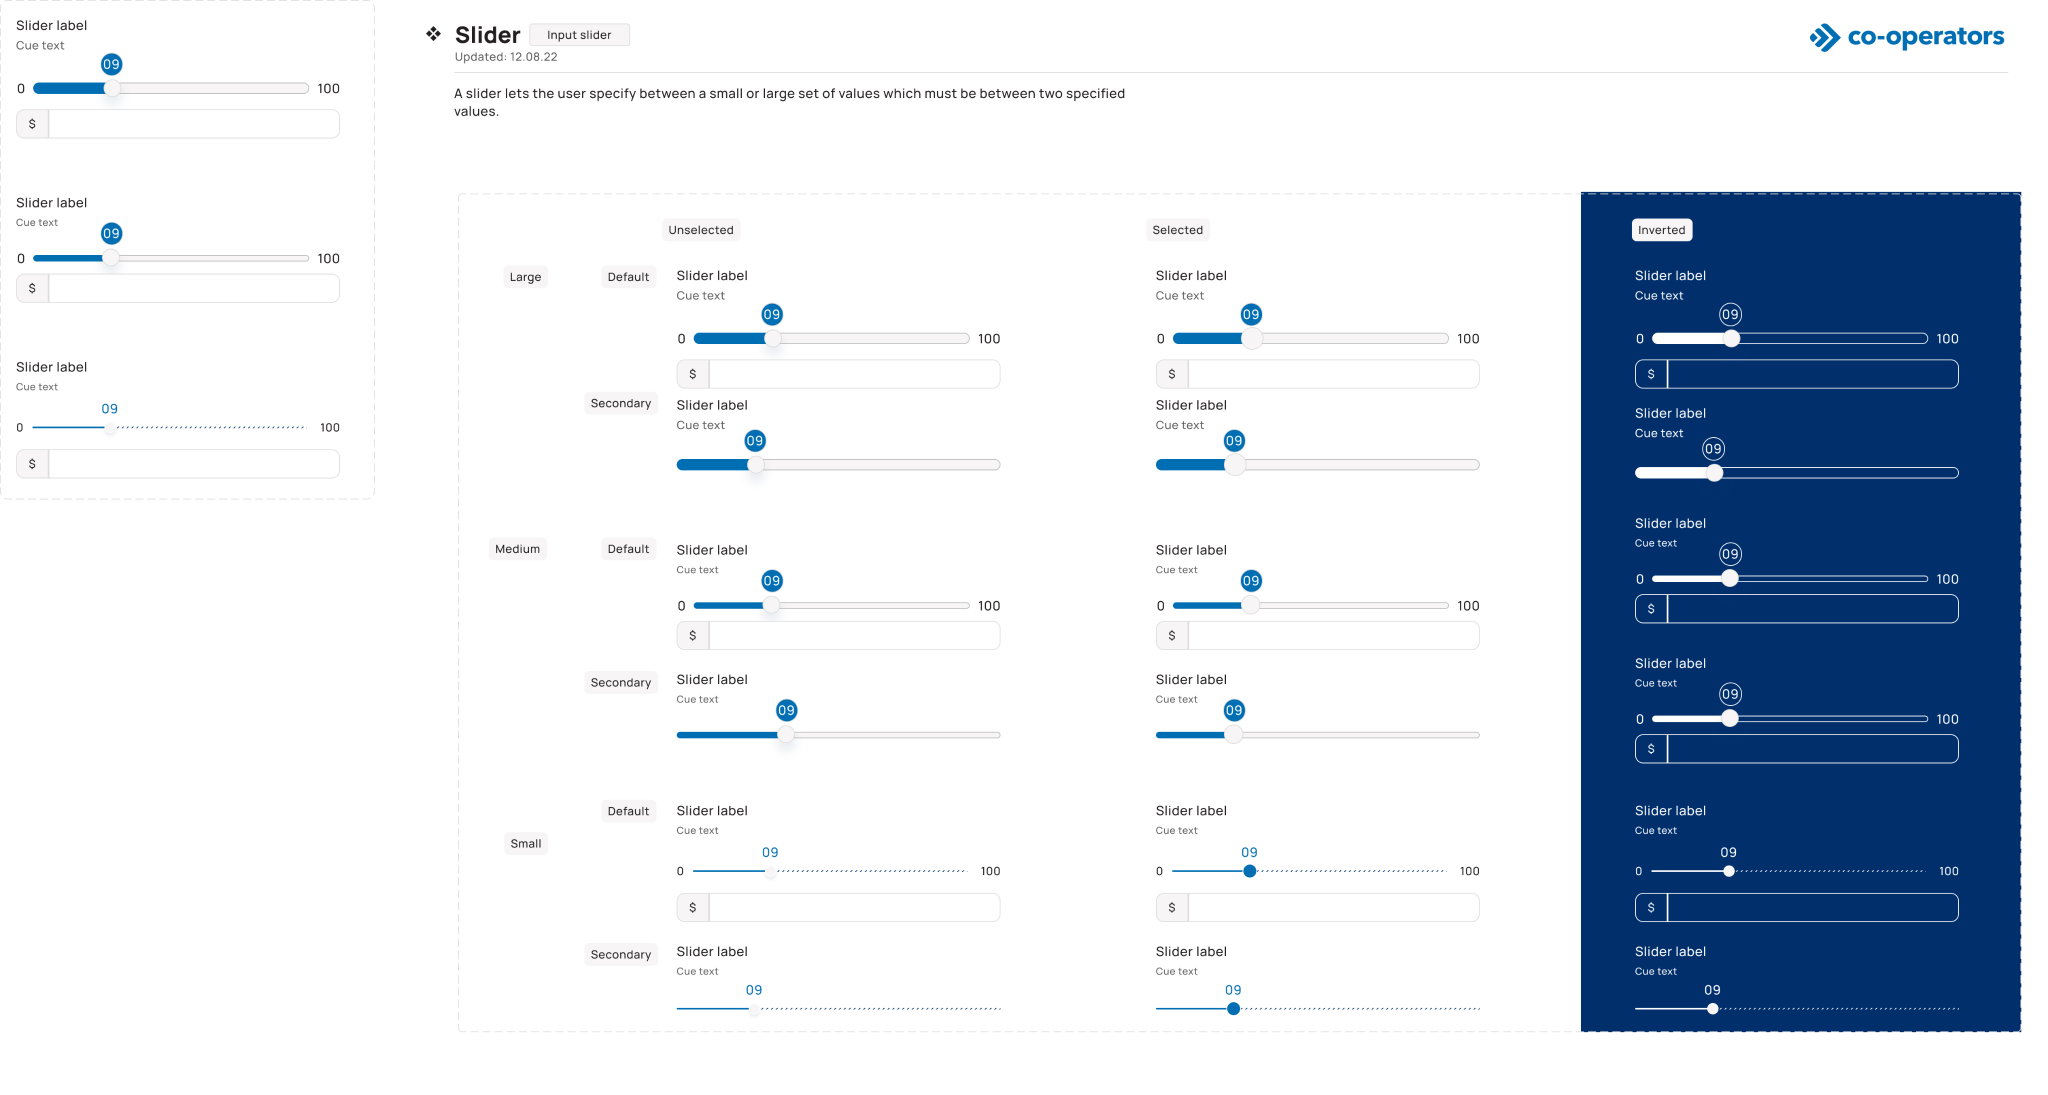 Slider label
Cue text
09
0 100
$
Slider label
Cue text
09
0 100
$
Slider label
Cue text
09
0 100
$
❖ Slider Input slider
Updated: 12.08.22
co-operators
A slider lets the user specify between a small or large set of values which must be between two specified
values.
Unselected Selected Inverted
Large Default Slider label Slider label Slider label
Cue text Cue text Cue text
09 09 09
0 100 0 100 0 100
$ $ $
Secondary Slider label Slider label Slider label
Cue text Cue text Cue text
09 09 09
Medium Default Slider label Slider label Slider label
Cue text Cue text Cue text
09 09 09
0 100 0 100 0 100
$ $ $
Secondary Slider label Slider label Slider label
Cue text Cue text Cue text
09 09 09
0 100
$
Default Slider label Slider label Slider label
Small Cue text Cue text Cue text
09 09 09
0 100 0 100 0 100
$ $ $
Secondary Slider label Slider label Slider label
Cue text Cue text Cue text
09 09 09